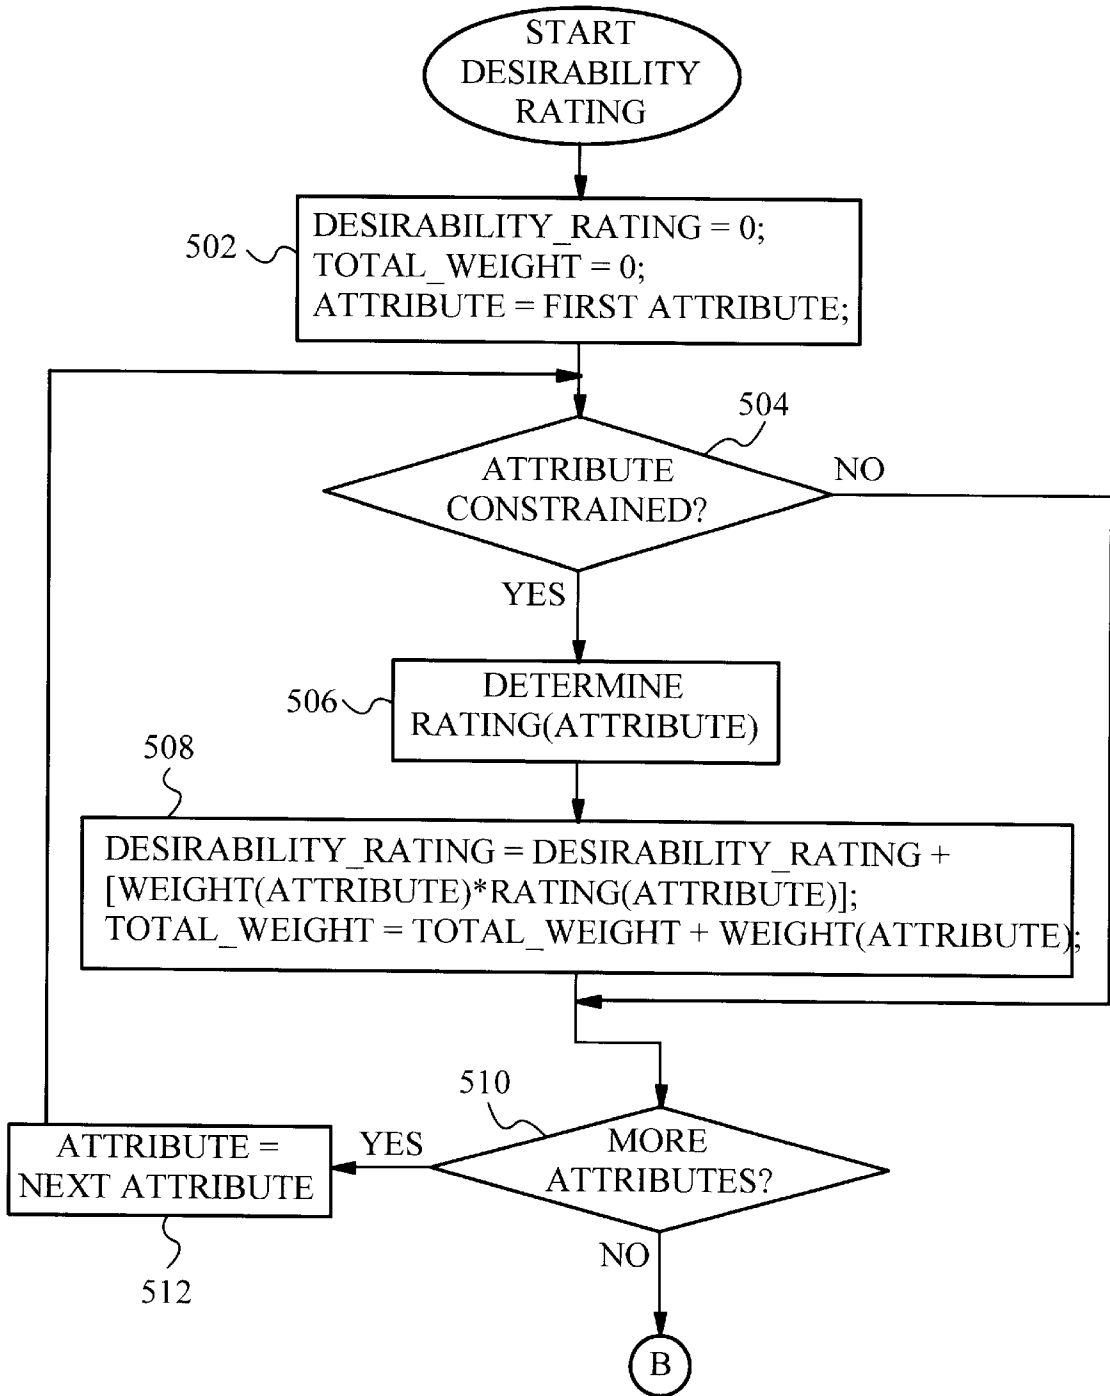 START
DESIRABILITY
RATING
502
DESIRABILITY_RATING = 0;
TOTAL_WEIGHT = 0;
ATTRIBUTE = FIRST ATTRIBUTE;
504
ATTRIBUTE
CONSTRAINED?
NO
YES
506
DETERMINE
RATING(ATTRIBUTE)
508
DESIRABILITY_RATING = DESIRABILITY_RATING +
[WEIGHT(ATTRIBUTE)*RATING(ATTRIBUTE)];
TOTAL_WEIGHT = TOTAL_WEIGHT + WEIGHT(ATTRIBUTE);
510
MORE
ATTRIBUTES?
YES
ATTRIBUTE =
NEXT ATTRIBUTE
512
NO
B